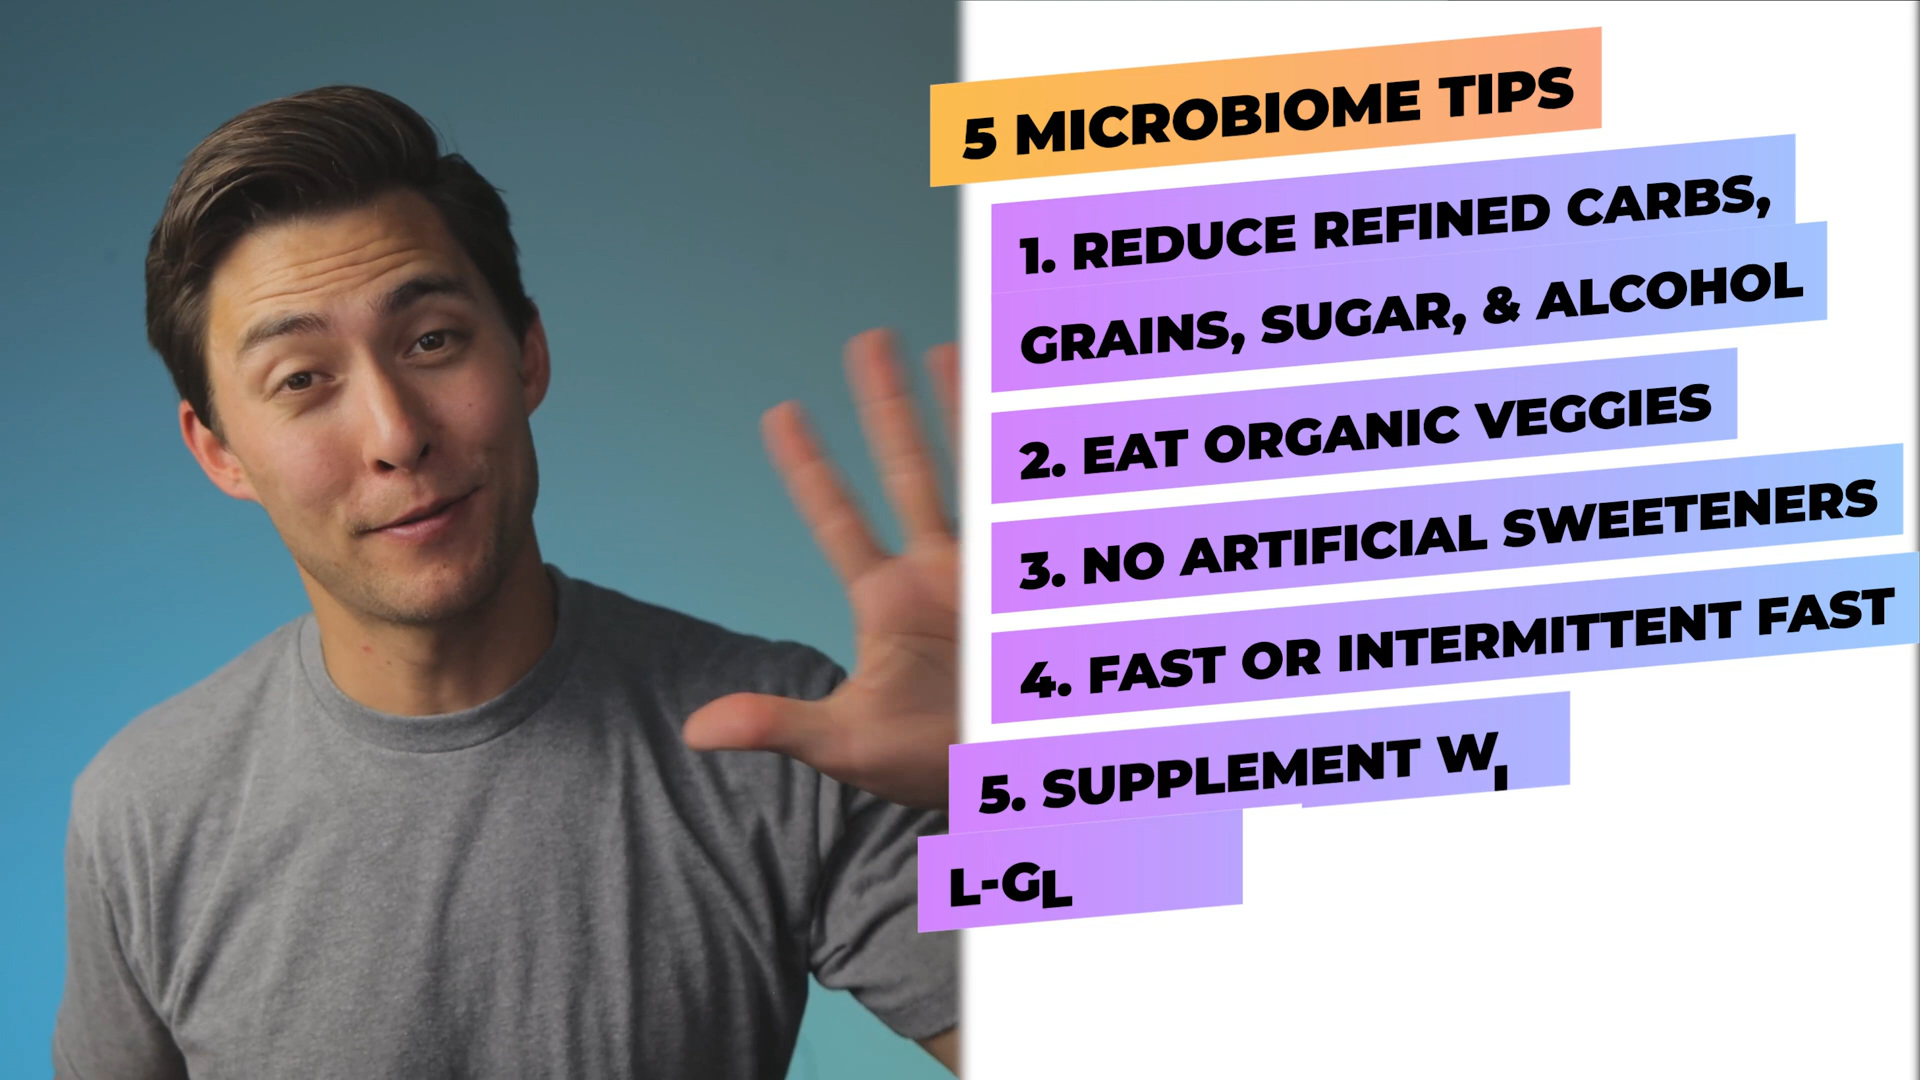 5 MICROBIOME TIPS
1. REDUCE REFINED CARBS,
GRAINS, SUGAR, & ALCOHOL
2. EAT ORGANIC VEGGIES
3. NO ARTIFICIAL SWEETENERS
4. FAST OR INTERMITTENT FAST
5. SUPPLEMENT WI
L-GL